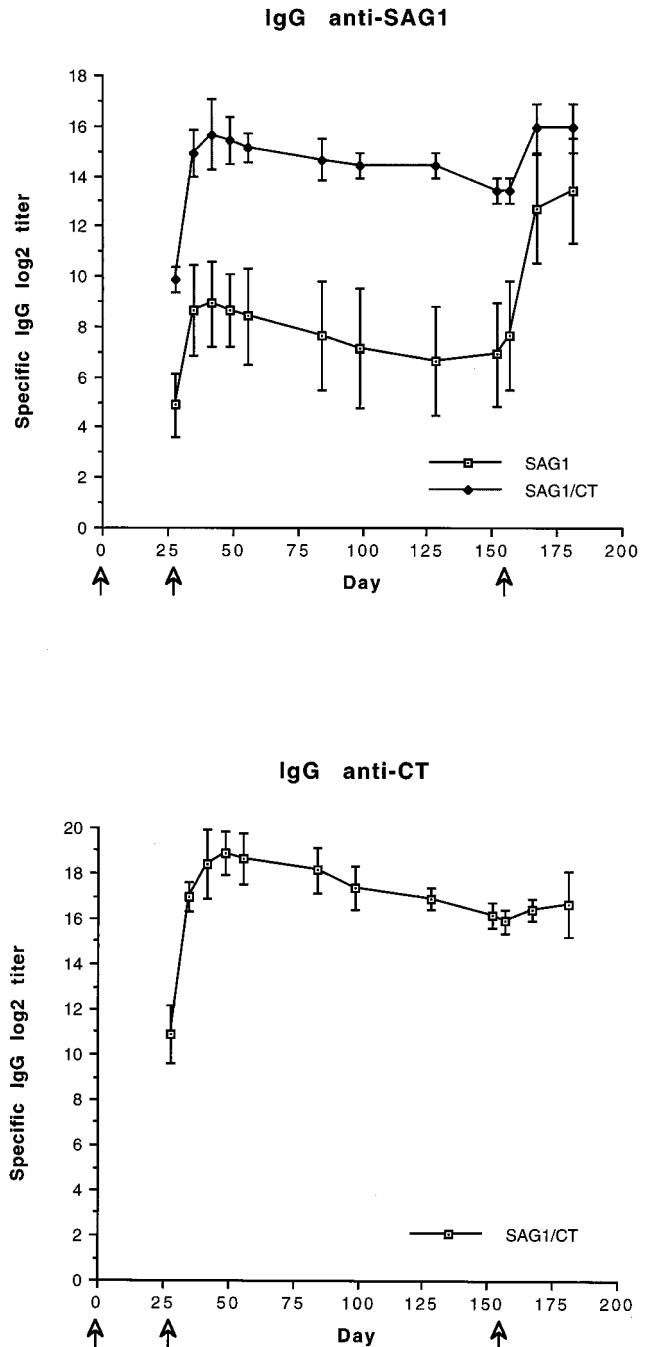 IgG anti-SAG1
Specific IgG log2 titer
18
16
14
12
10
8
6
4
2
0
SAG1
SAG1/CT
0 25 50 75 100 125 150 175 200
Day
IgG anti-CT
Specific IgG log2 titer
20
18
16
14
12
10
8
6
4
2
0
SAG1/CT
0 25 50 75 100 125 150 175 200
Day